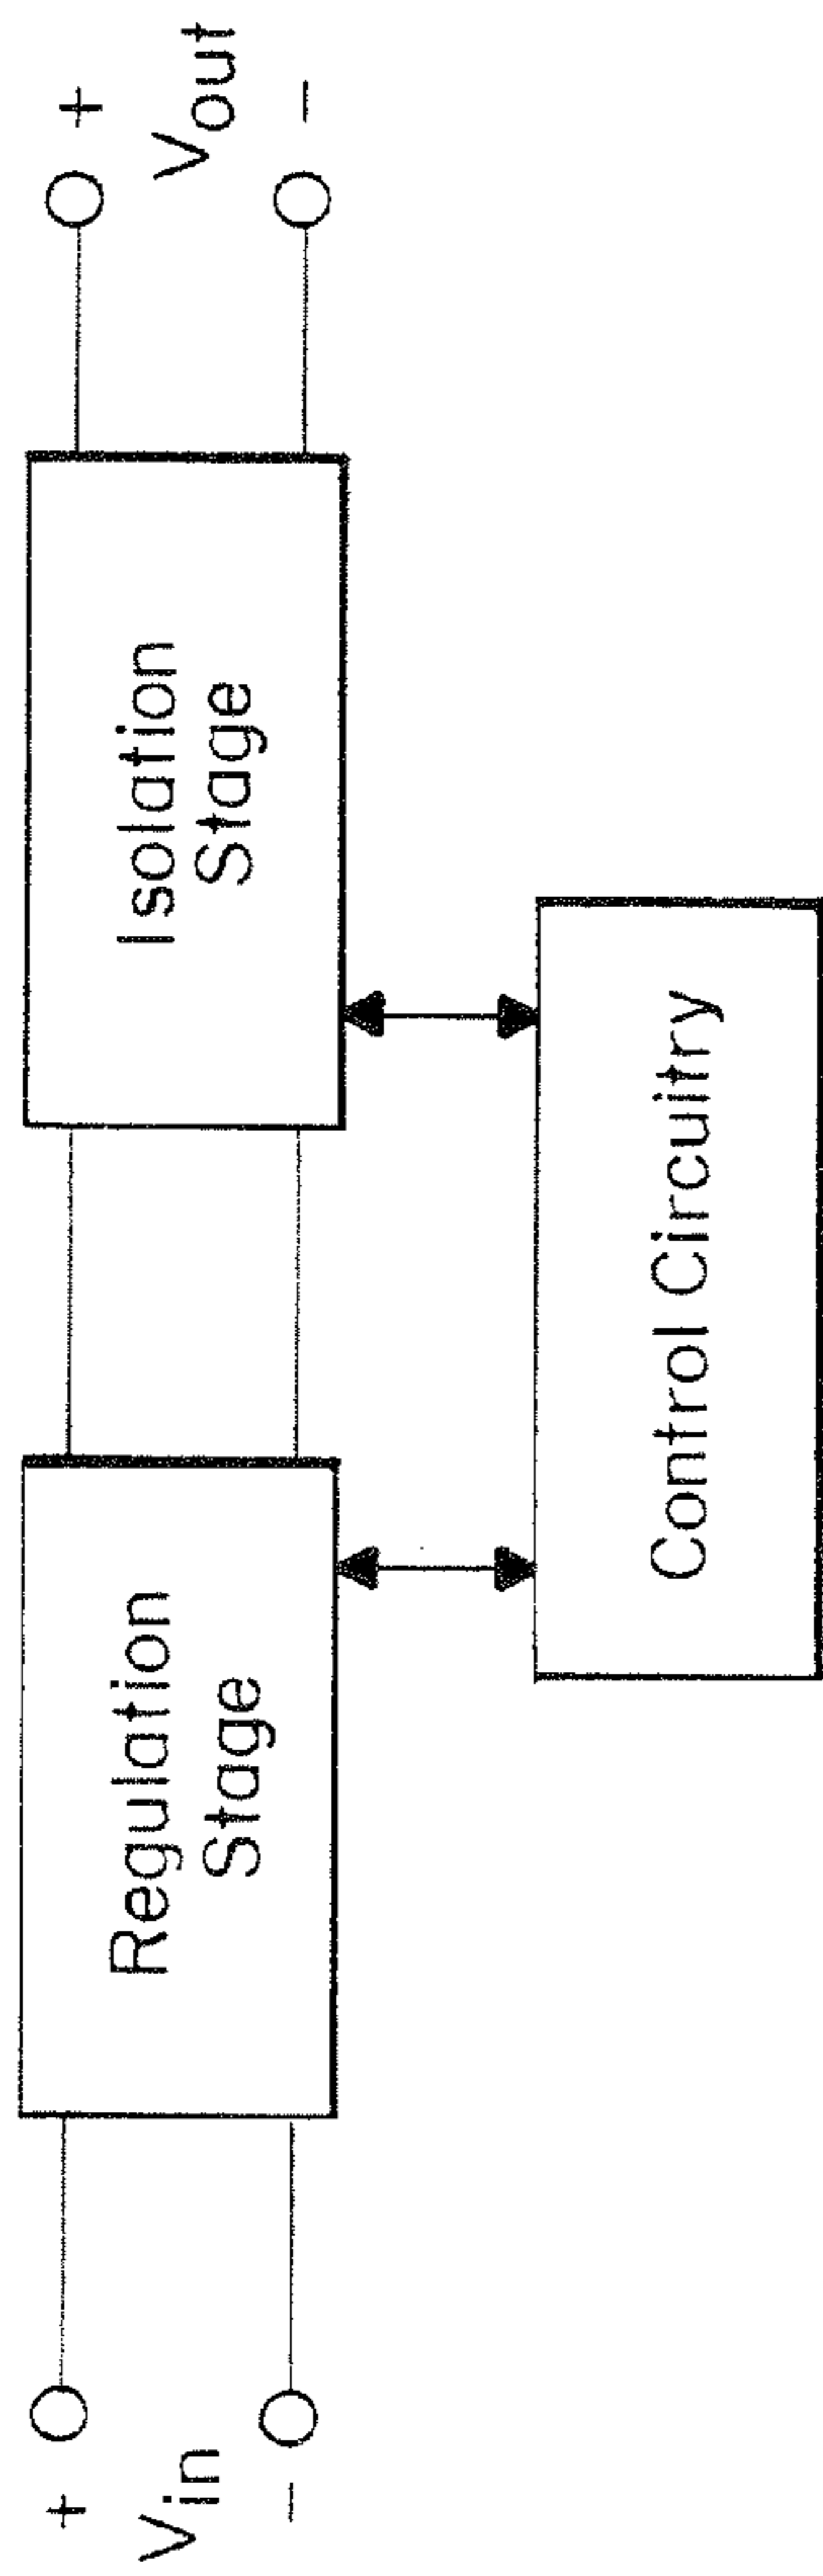 +
Vin
−
Regulation
Stage
Isolation
Stage
+
Vout
−
Control Circuitry